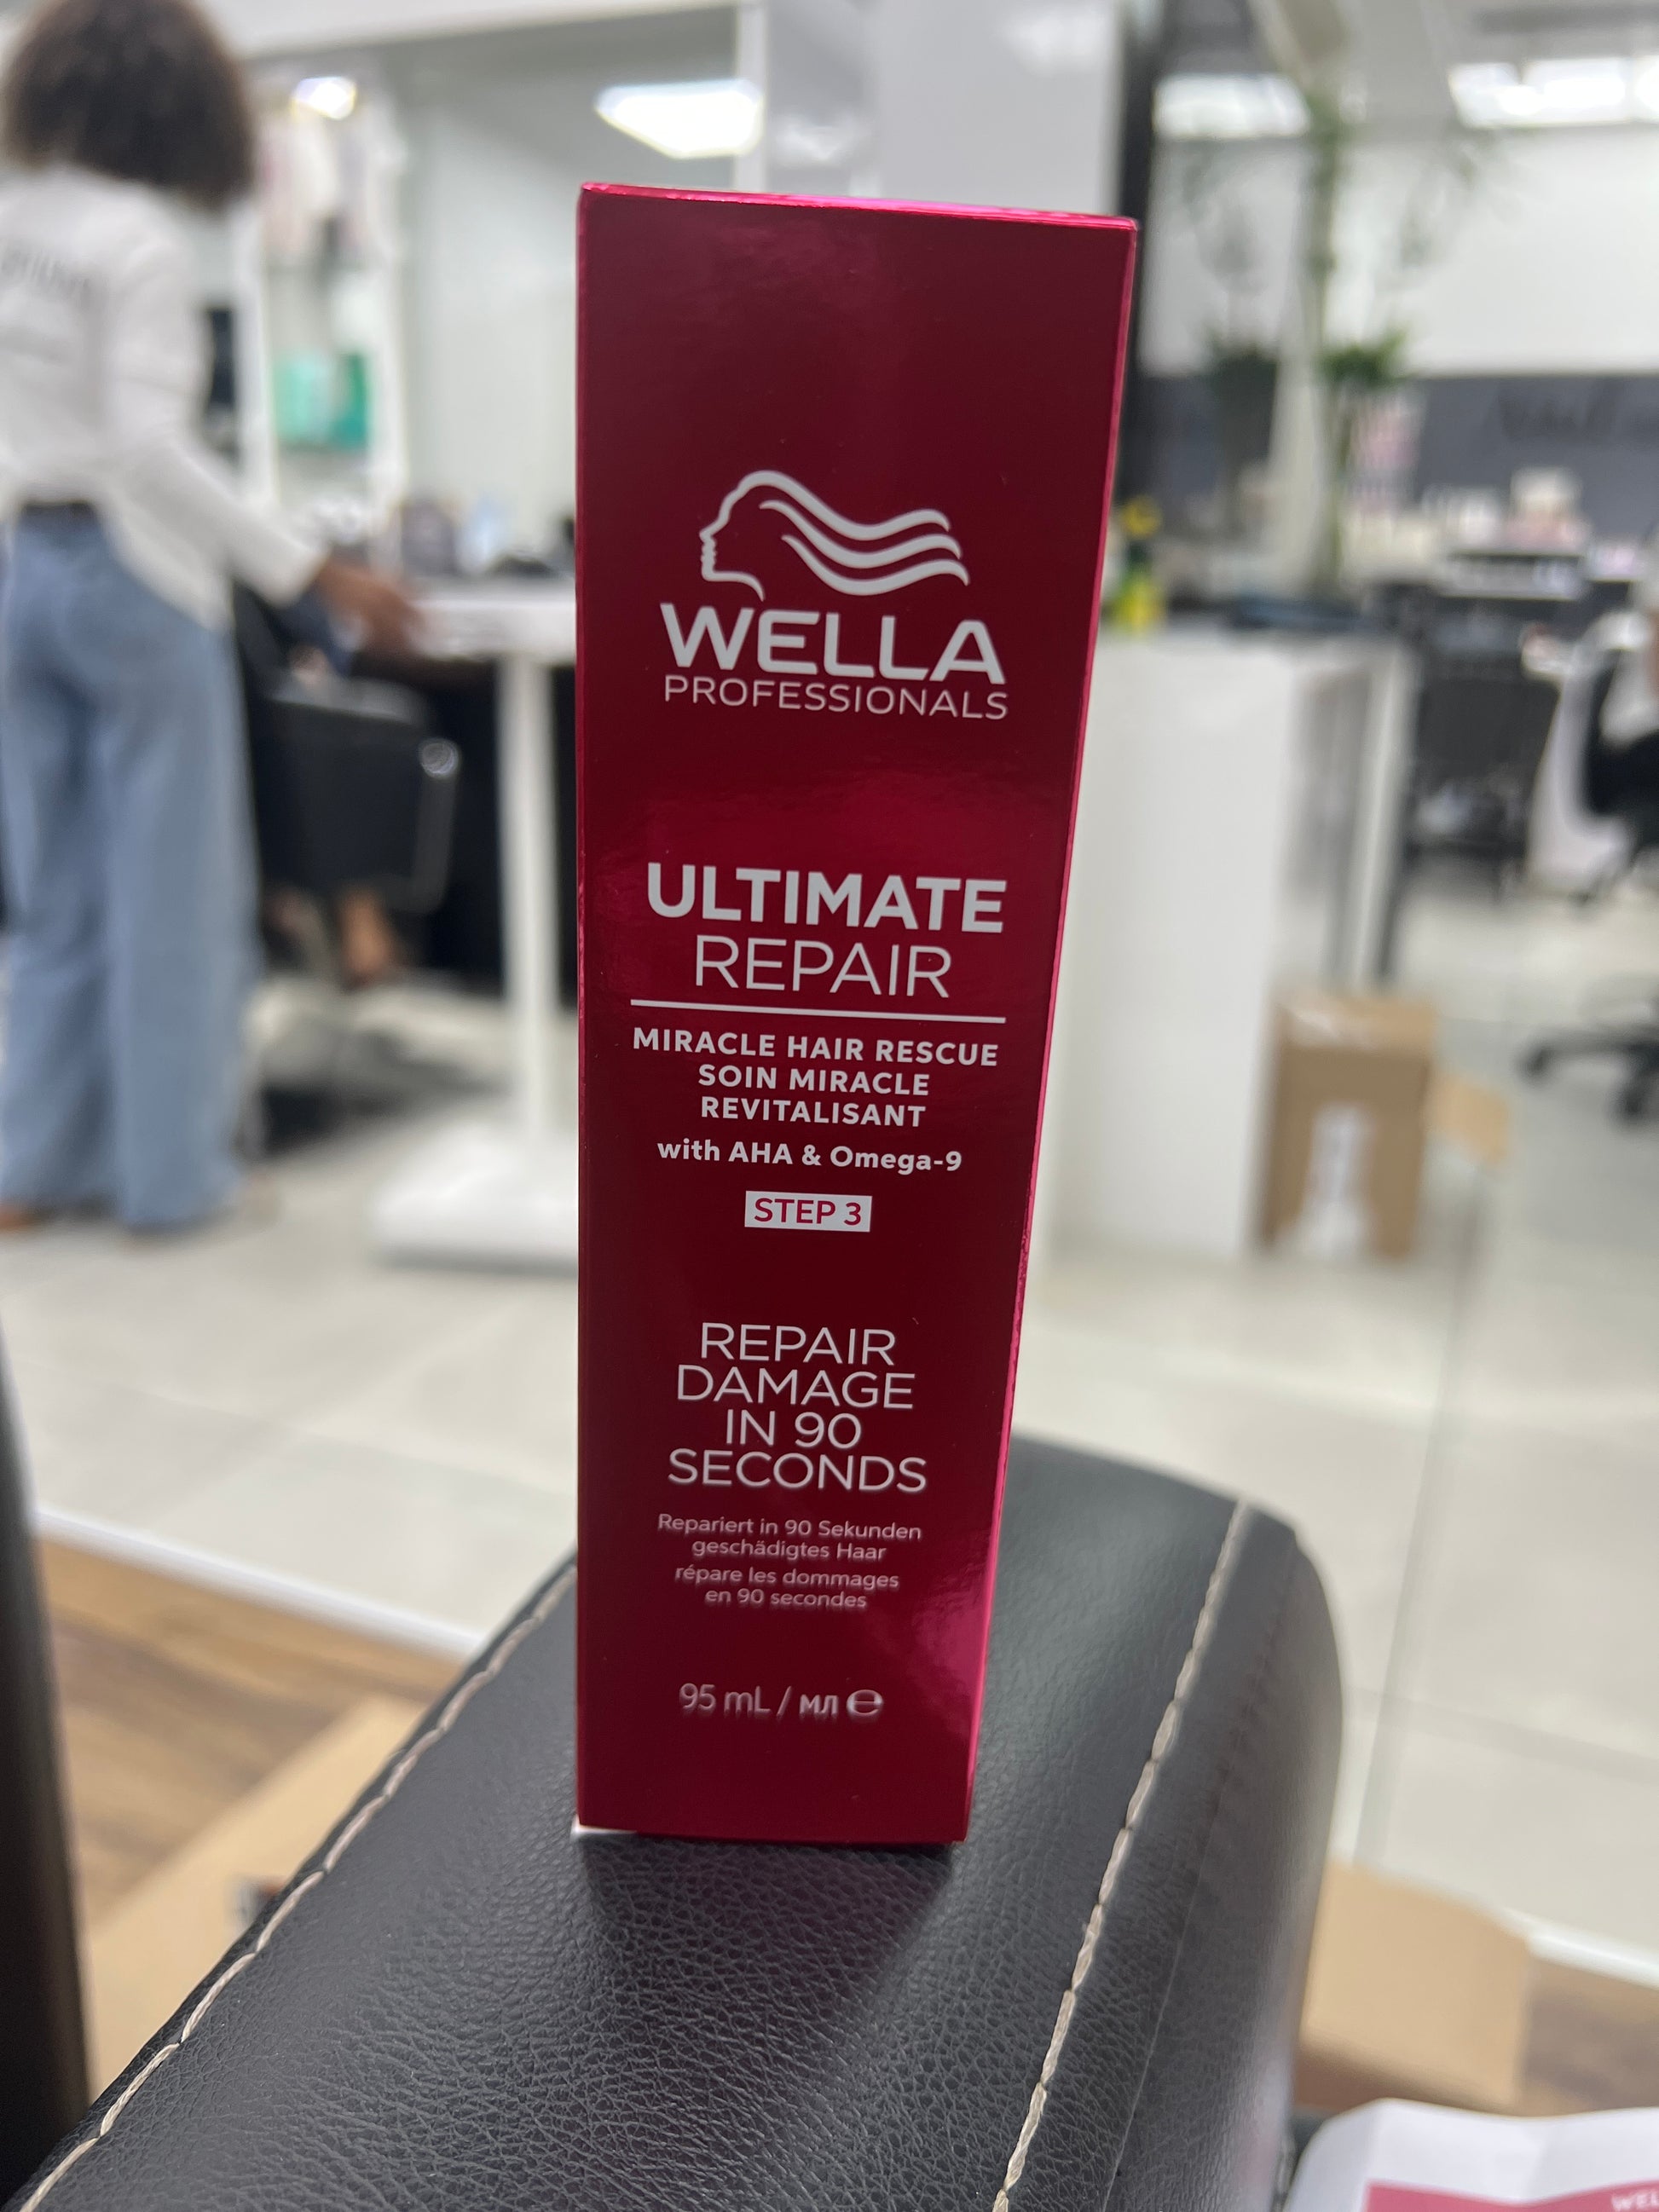 WELLA
PROFESSIONALS
ULTIMATE
REPAIR
MIRACLE HAIR RESCUE
SOIN MIRACLE
REVITALISANT
with AHA & Omega-9
STEP 3
REPAIR
DAMAGE
IN 90
SECONDS
Repariert in 90 Sekunden
geschädigtes Haar
répare les dommages
en 90 secondes
95 mL / мл ℮